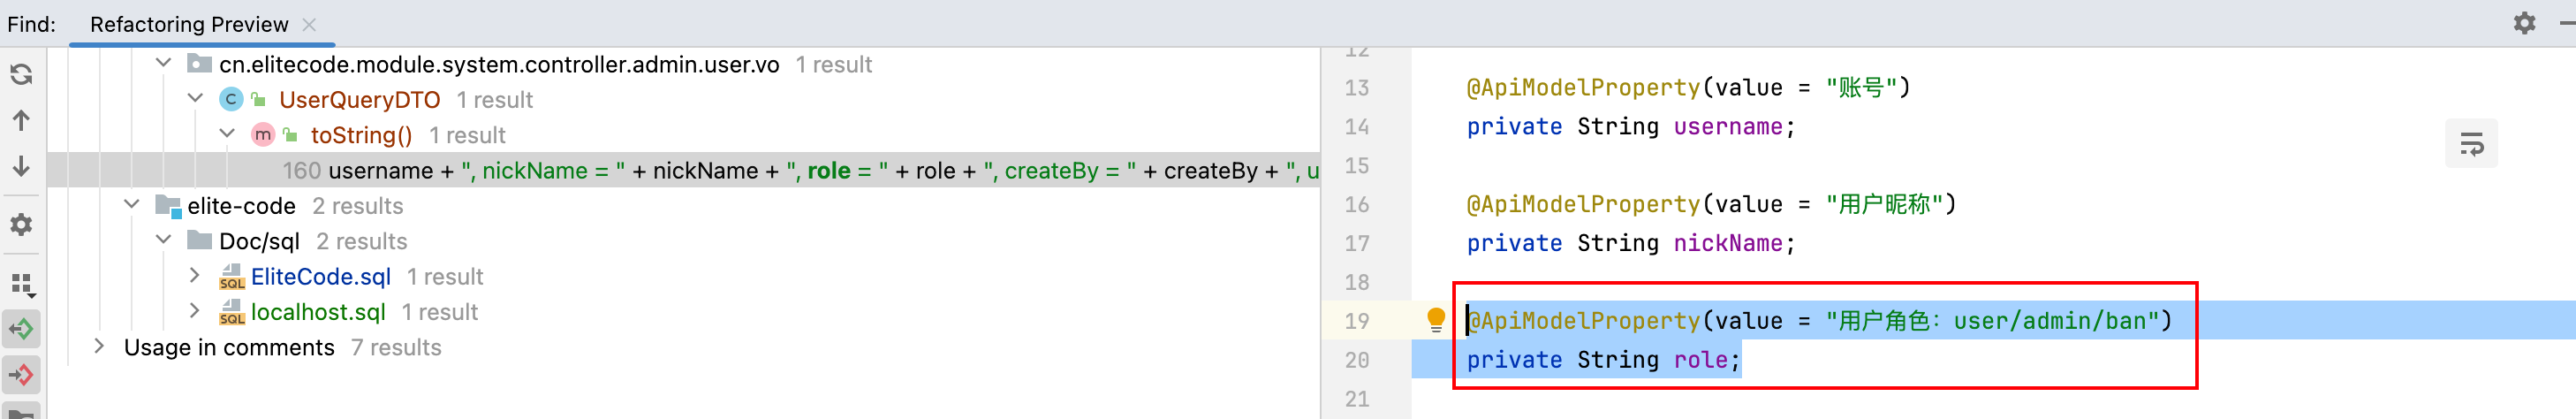 Find: Refactoring Preview
cn.elitecode.module.system.controller.admin.user.vo 1 result
C UserQueryDTO 1 result
m toString() 1 result
160 username + ", nickName = " + nickName + ", role = " + role + ", createBy = " + createBy + ", u
elite-code 2 results
Doc/sql 2 results
SQL EliteCode.sql 1 result
SQL localhost.sql 1 result
Usage in comments 7 results
12
13 @ApiModelProperty(value = "账号")
14 private String username;
15
16 @ApiModelProperty(value = "用户昵称")
17 private String nickName;
18
19 @ApiModelProperty(value = "用户角色：user/admin/ban")
20 private String role;
21